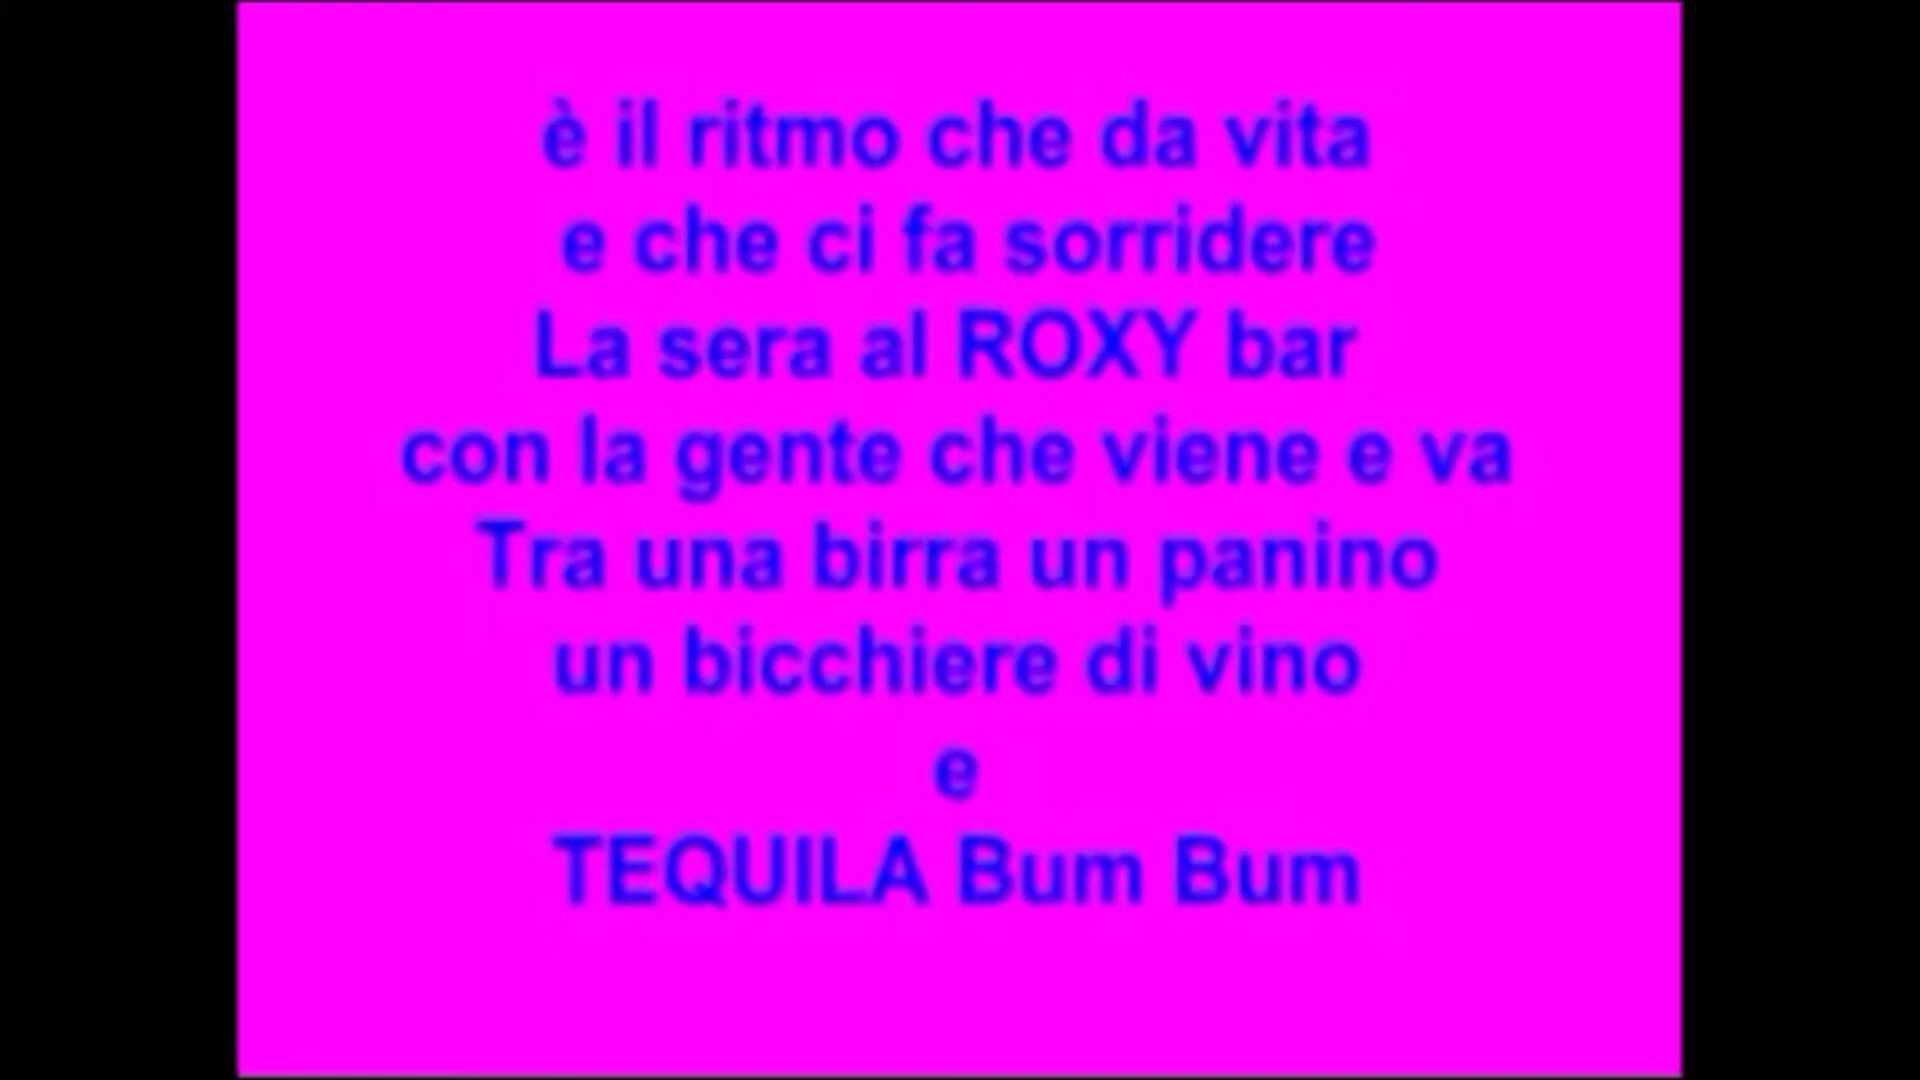 è il ritmo che da vita
e che ci fa sorridere
La sera al ROXY bar
con la gente che viene e va
Tra una birra un panino
un bicchiere di vino
e
TEQUILA Bum Bum